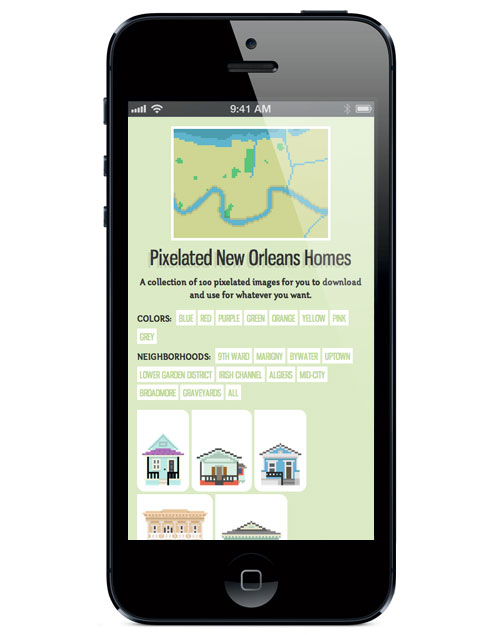 9:41 AM
Pixelated New Orleans Homes
A collection of 100 pixelated images for you to download
and use for whatever you want.
COLORS: BLUE RED PURPLE GREEN ORANGE YELLOW PINK
GREY
NEIGHBORHOODS: 9TH WARD MARIGNY BYWATER UPTOWN
LOWER GARDEN DISTRICT IRISH CHANNEL ALGIERS MID-CITY
BROADMORE GRAVEYARDS ALL